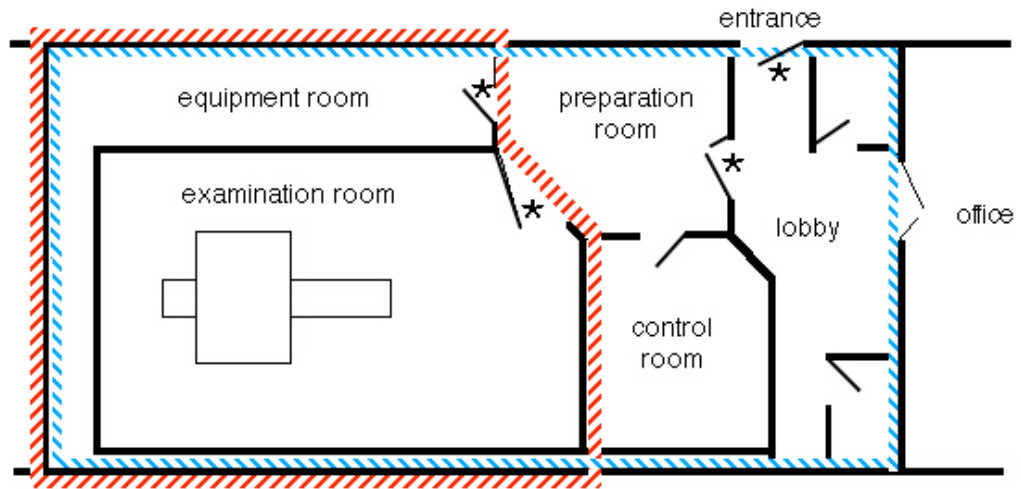 entrance
equipment room
preparation
room
examination room
lobby
office
control
room